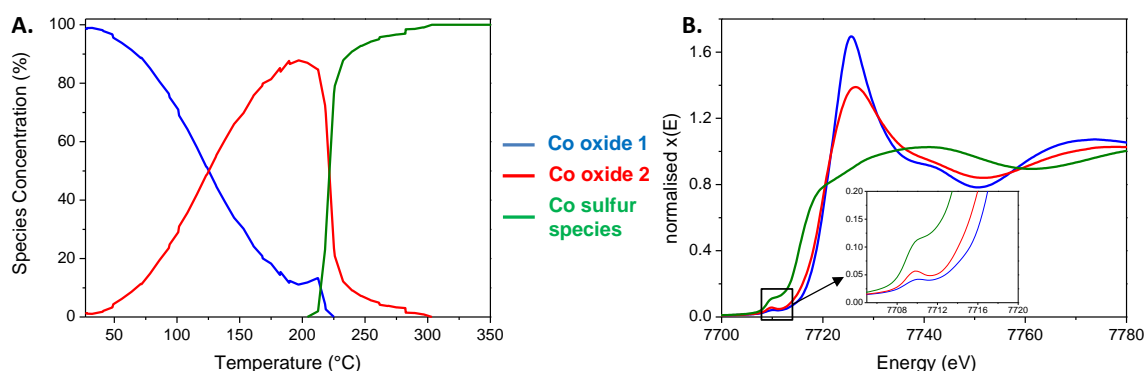 A.
100
80
60
40
20
0
50 100 150 200 250 300 350
Species Concentration (%)
Temperature (°C)
Co oxide 1
Co oxide 2
Co sulfur
species
B.
1.6
1.2
0.8
0.4
0.0
7700 7720 7740 7760 7780
normalised x(E)
Energy (eV)
0.20
0.15
0.10
0.05
0.00
7708 7712 7716 7720